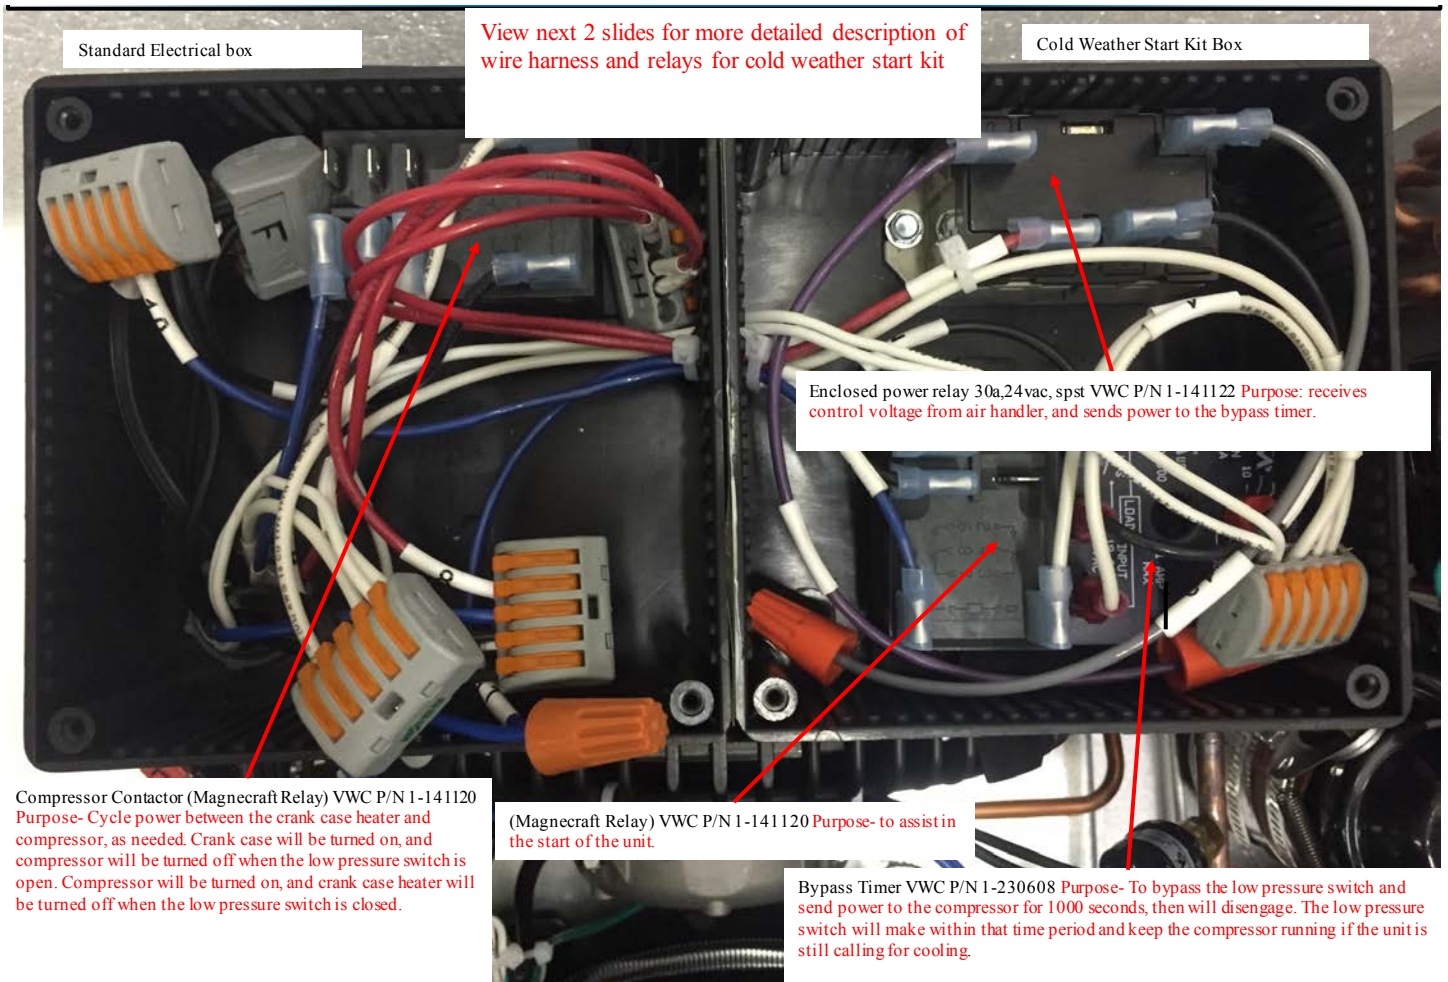 View next 2 slides for more detailed description of
wire harness and relays for cold weather start kit
Standard Electrical box
Cold Weather Start Kit Box
F
Enclosed power relay 30a,24vac, spst VWC P/N 1-141122 Purpose: receives
control voltage from air handler, and sends power to the bypass timer.
LOAD
INPUT
Compressor Contactor (Magnecraft Relay) VWC P/N 1-141120
Purpose- Cycle power between the crank case heater and
compressor, as needed. Crank case will be turned on, and
compressor will be turned off when the low pressure switch is
open. Compressor will be turned on, and crank case heater will
be turned off when the low pressure switch is closed.
(Magnecraft Relay) VWC P/N 1-141120 Purpose- to assist in
the start of the unit.
Bypass Timer VWC P/N 1-230608 Purpose- To bypass the low pressure switch and
send power to the compressor for 1000 seconds, then will disengage. The low pressure
switch will make within that time period and keep the compressor running if the unit is
still calling for cooling.